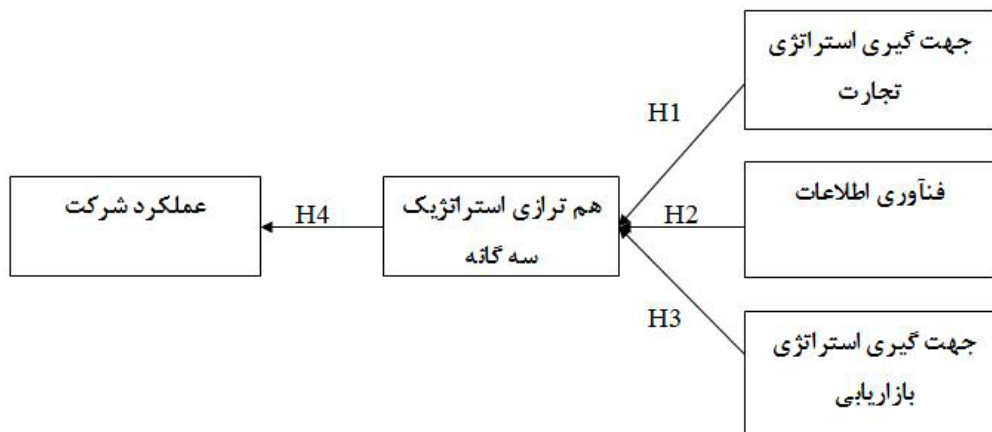 جهت گیری استراتژی
تجارت
H1
فنآوری اطلاعات
H2
هم ترازی استراتژیک
سه گانه
H4
عملکرد شرکت
H3
جهت گیری استراتژی
بازاریابی